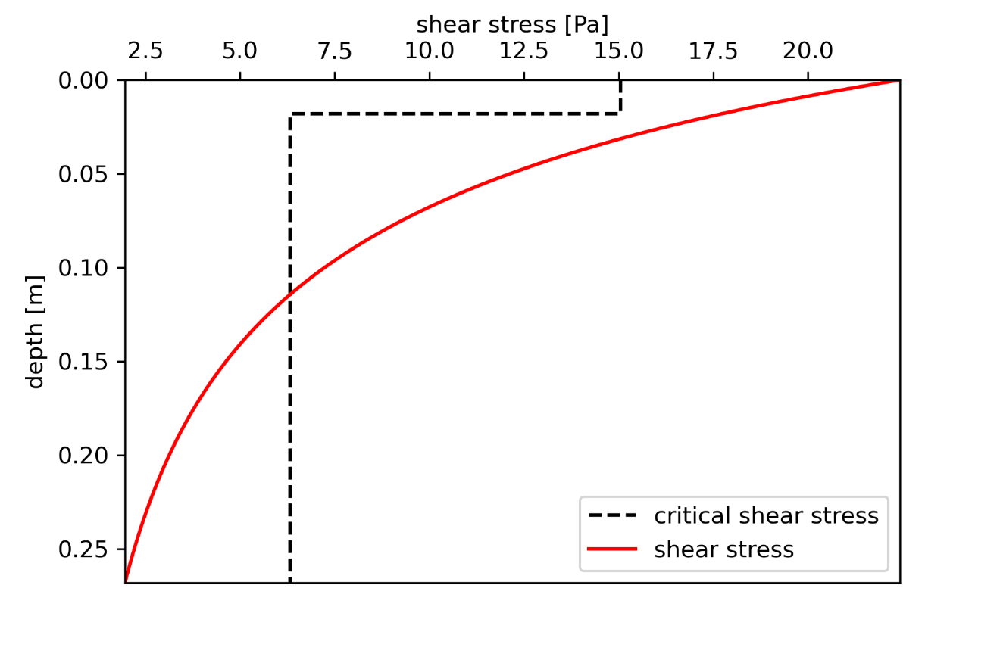 shear stress [Pa]
2.5 5.0 7.5 10.0 12.5 15.0 17.5 20.0
0.00
0.05
0.10
0.15
0.20
0.25
depth [m]
critical shear stress
shear stress